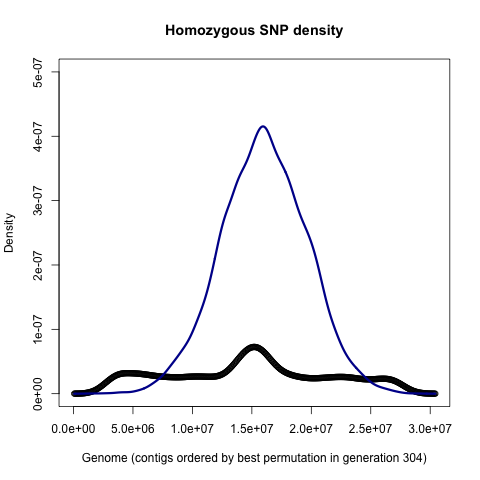 Homozygous SNP density
Density
5e-07
4e-07
3e-07
2e-07
1e-07
0e+00
0.0e+00 5.0e+06 1.0e+07 1.5e+07 2.0e+07 2.5e+07 3.0e+07
Genome (contigs ordered by best permutation in generation 304)